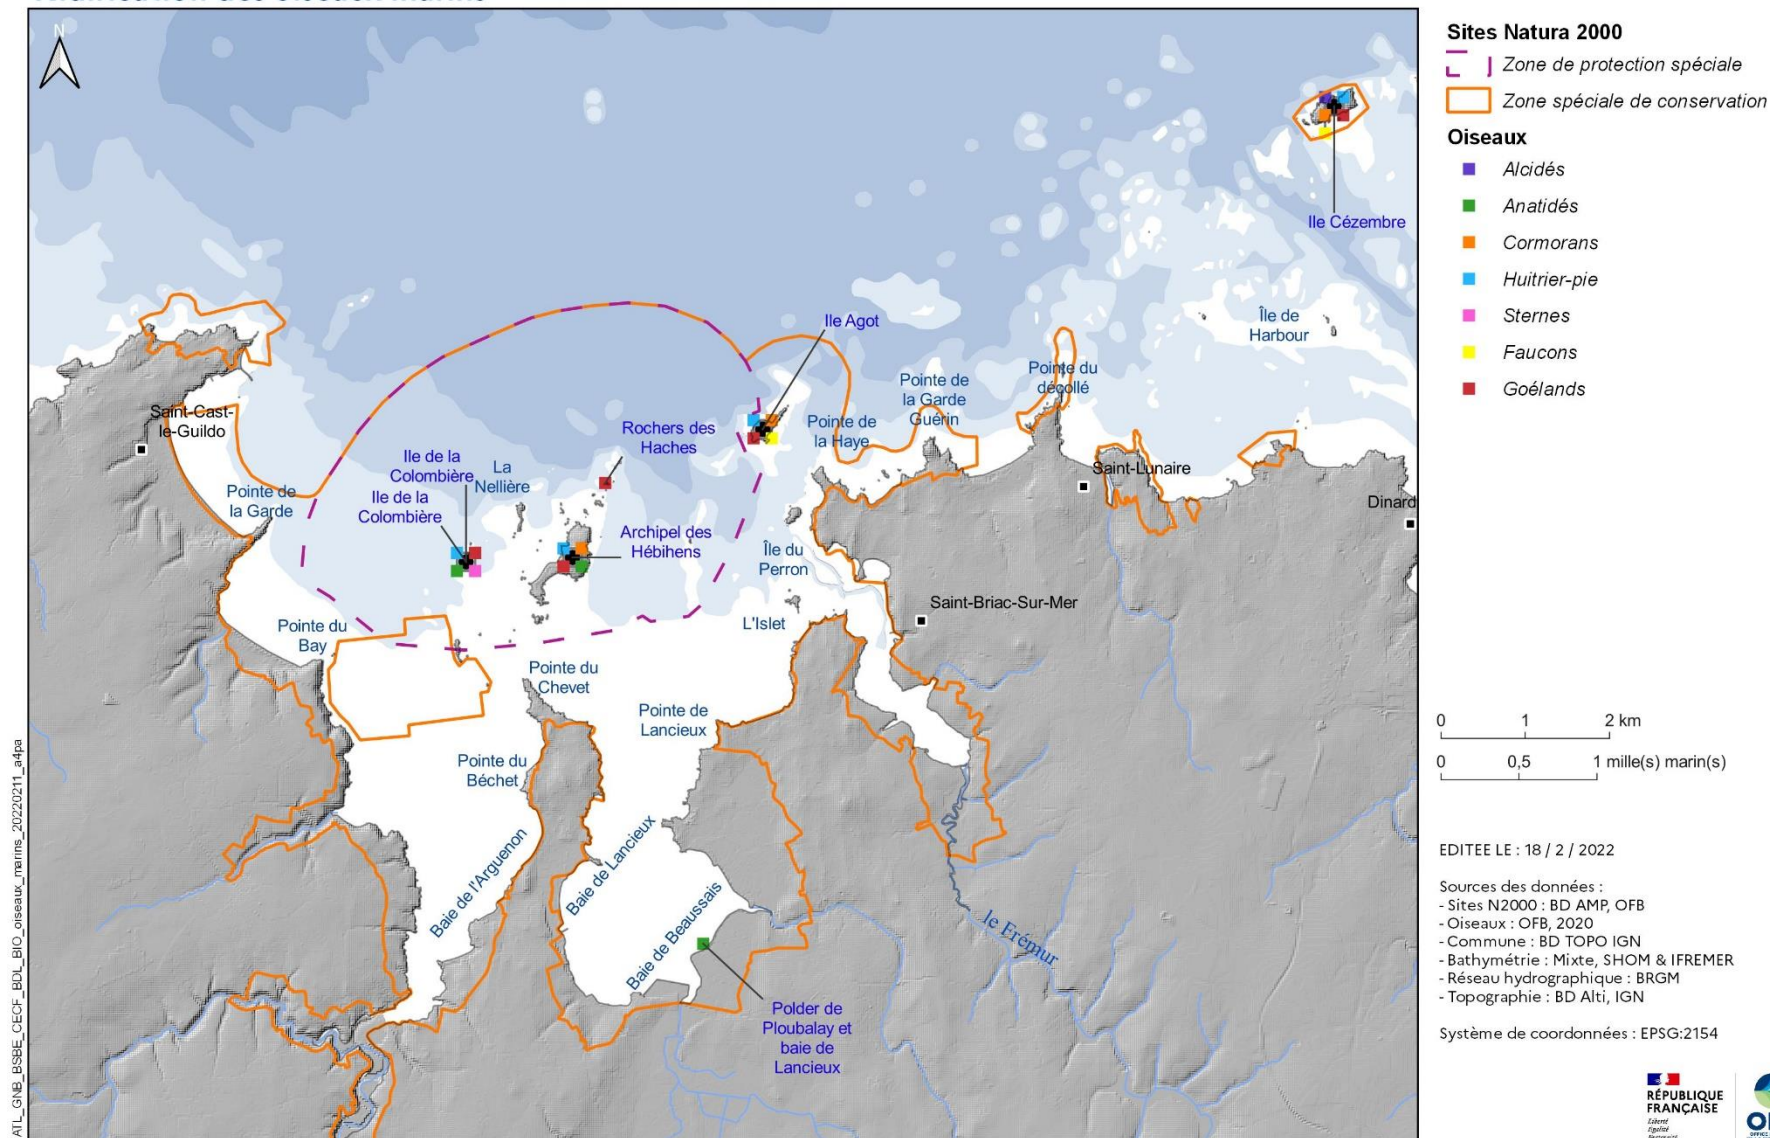 N
Saint-Cast-
le-Guildo
Pointe de
la Garde
Ile de la
Colombière
Ile de la
Colombière
La
Nellière
Rochers des
Haches
Ile Agot
Archipel des
Hébihens
Pointe de
la Haye
Pointe de
la Garde
Guérin
Pointe du
décollé
Île de
Harbour
Ile Cézembre
Saint-Lunaire
Dinard
Île du
Perron
Saint-Briac-Sur-Mer
L'Islet
Pointe du
Bay
Pointe du
Chevet
Pointe de
Lancieux
Pointe du
Béchet
Baie de l'Arguenon
Baie de Lancieux
Baie de Beaussais
le Frémur
Polder de
Ploubalay et
baie de
Lancieux
ATL_GNB_BSBE_CECF_BDL_BIO_oiseaux_marins_20220211_a4pa
Sites Natura 2000
Zone de protection spéciale
Zone spéciale de conservation
Oiseaux
Alcidés
Anatidés
Cormorans
Huitrier-pie
Sternes
Faucons
Goélands
0 1 2 km
0 0,5 1 mille(s) marin(s)
EDITEE LE : 18 / 2 / 2022
Sources des données :
- Sites N2000 : BD AMP, OFB
- Oiseaux : OFB, 2020
- Commune : BD TOPO IGN
- Bathymétrie : Mixte, SHOM & IFREMER
- Réseau hydrographique : BRGM
- Topographie : BD Alti, IGN
Système de coordonnées : EPSG:2154
RÉPUBLIQUE
FRANÇAISE
Liberté
Égalité
Fraternité